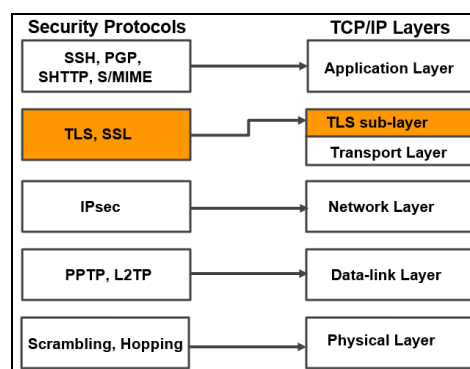 Security Protocols
TCP/IP Layers
SSH, PGP,
SHTTP, S/MIME
Application Layer
TLS, SSL
TLS sub-layer
Transport Layer
IPsec
Network Layer
PPTP, L2TP
Data-link Layer
Scrambling, Hopping
Physical Layer